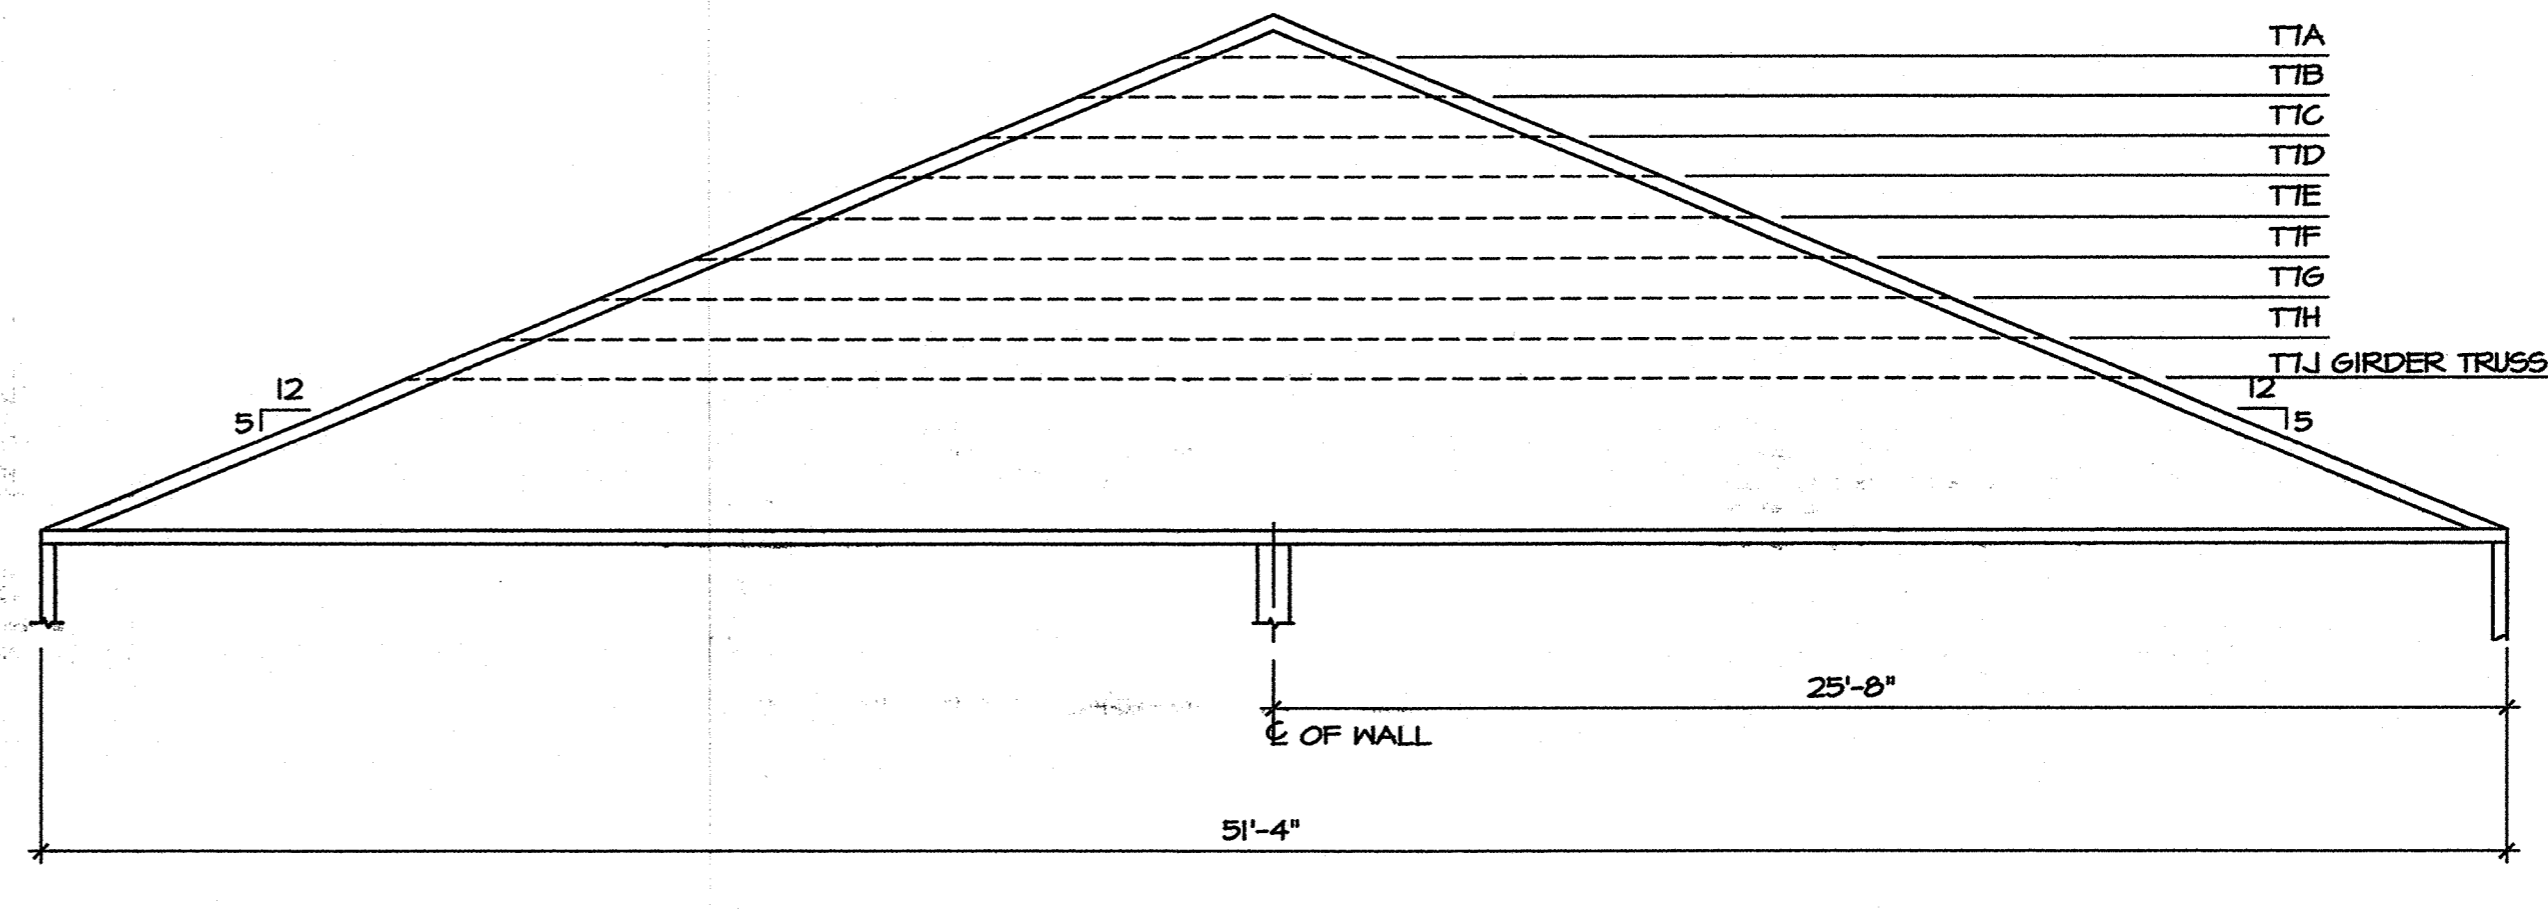 T7A
T7B
T7C
T7D
T7E
T7F
T7G
T7H
T7J GIRDER TRUSS
12
5
12
5
25'-8"
℄ OF WALL
51'-4"